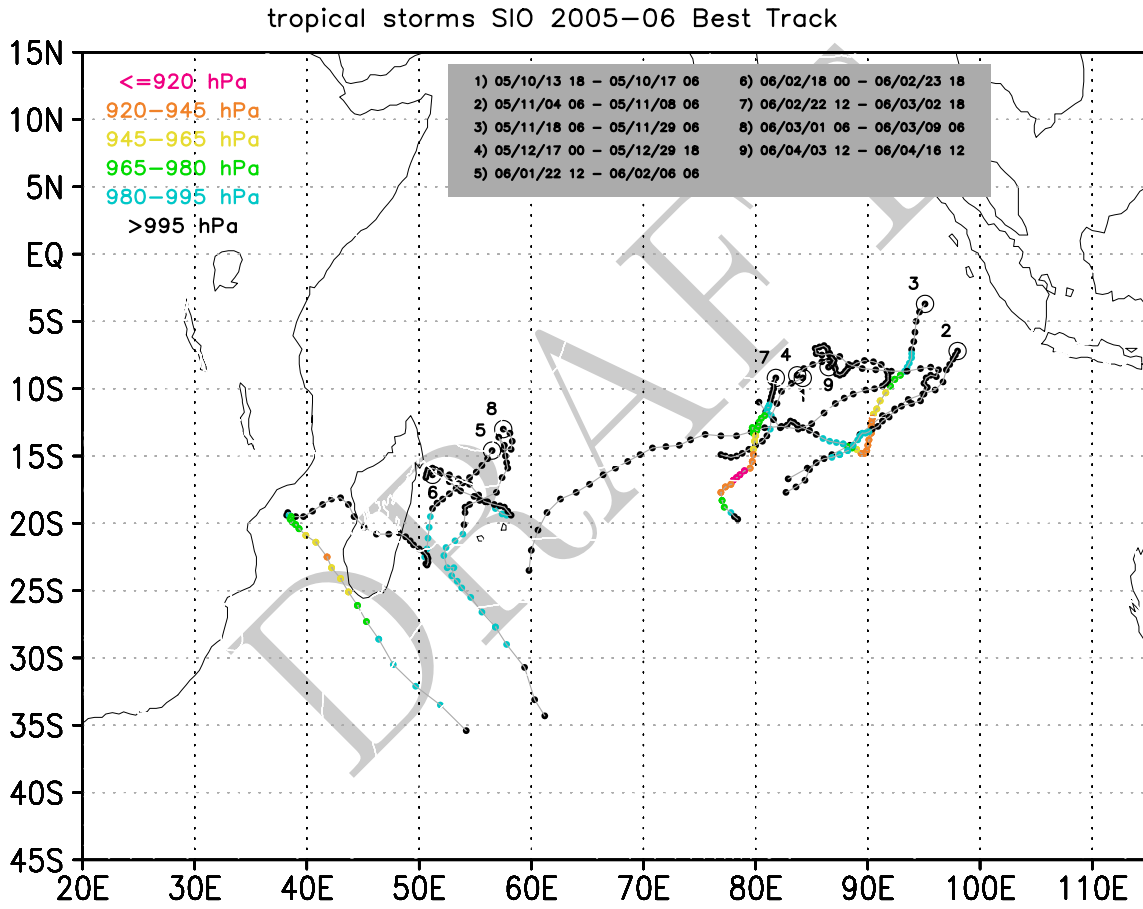 tropical storms SIO 2005-06 Best Track
15N
10N
5N
EQ
5S
10S
15S
20S
25S
30S
35S
40S
45S
20E 30E 40E 50E 60E 70E 80E 90E 100E 110E
<=920 hPa
920-945 hPa
945-965 hPa
965-980 hPa
980-995 hPa
>995 hPa
1) 05/10/13 18 - 05/10/17 06
2) 05/11/04 06 - 05/11/08 06
3) 05/11/18 06 - 05/11/29 06
4) 05/12/17 00 - 05/12/29 18
5) 06/01/22 12 - 06/02/06 06
6) 06/02/18 00 - 06/02/23 18
7) 06/02/22 12 - 06/03/02 18
8) 06/03/01 06 - 06/03/09 06
9) 06/04/03 12 - 06/04/16 12
3
2
7 4
9 1
8
5
6
DRAFT